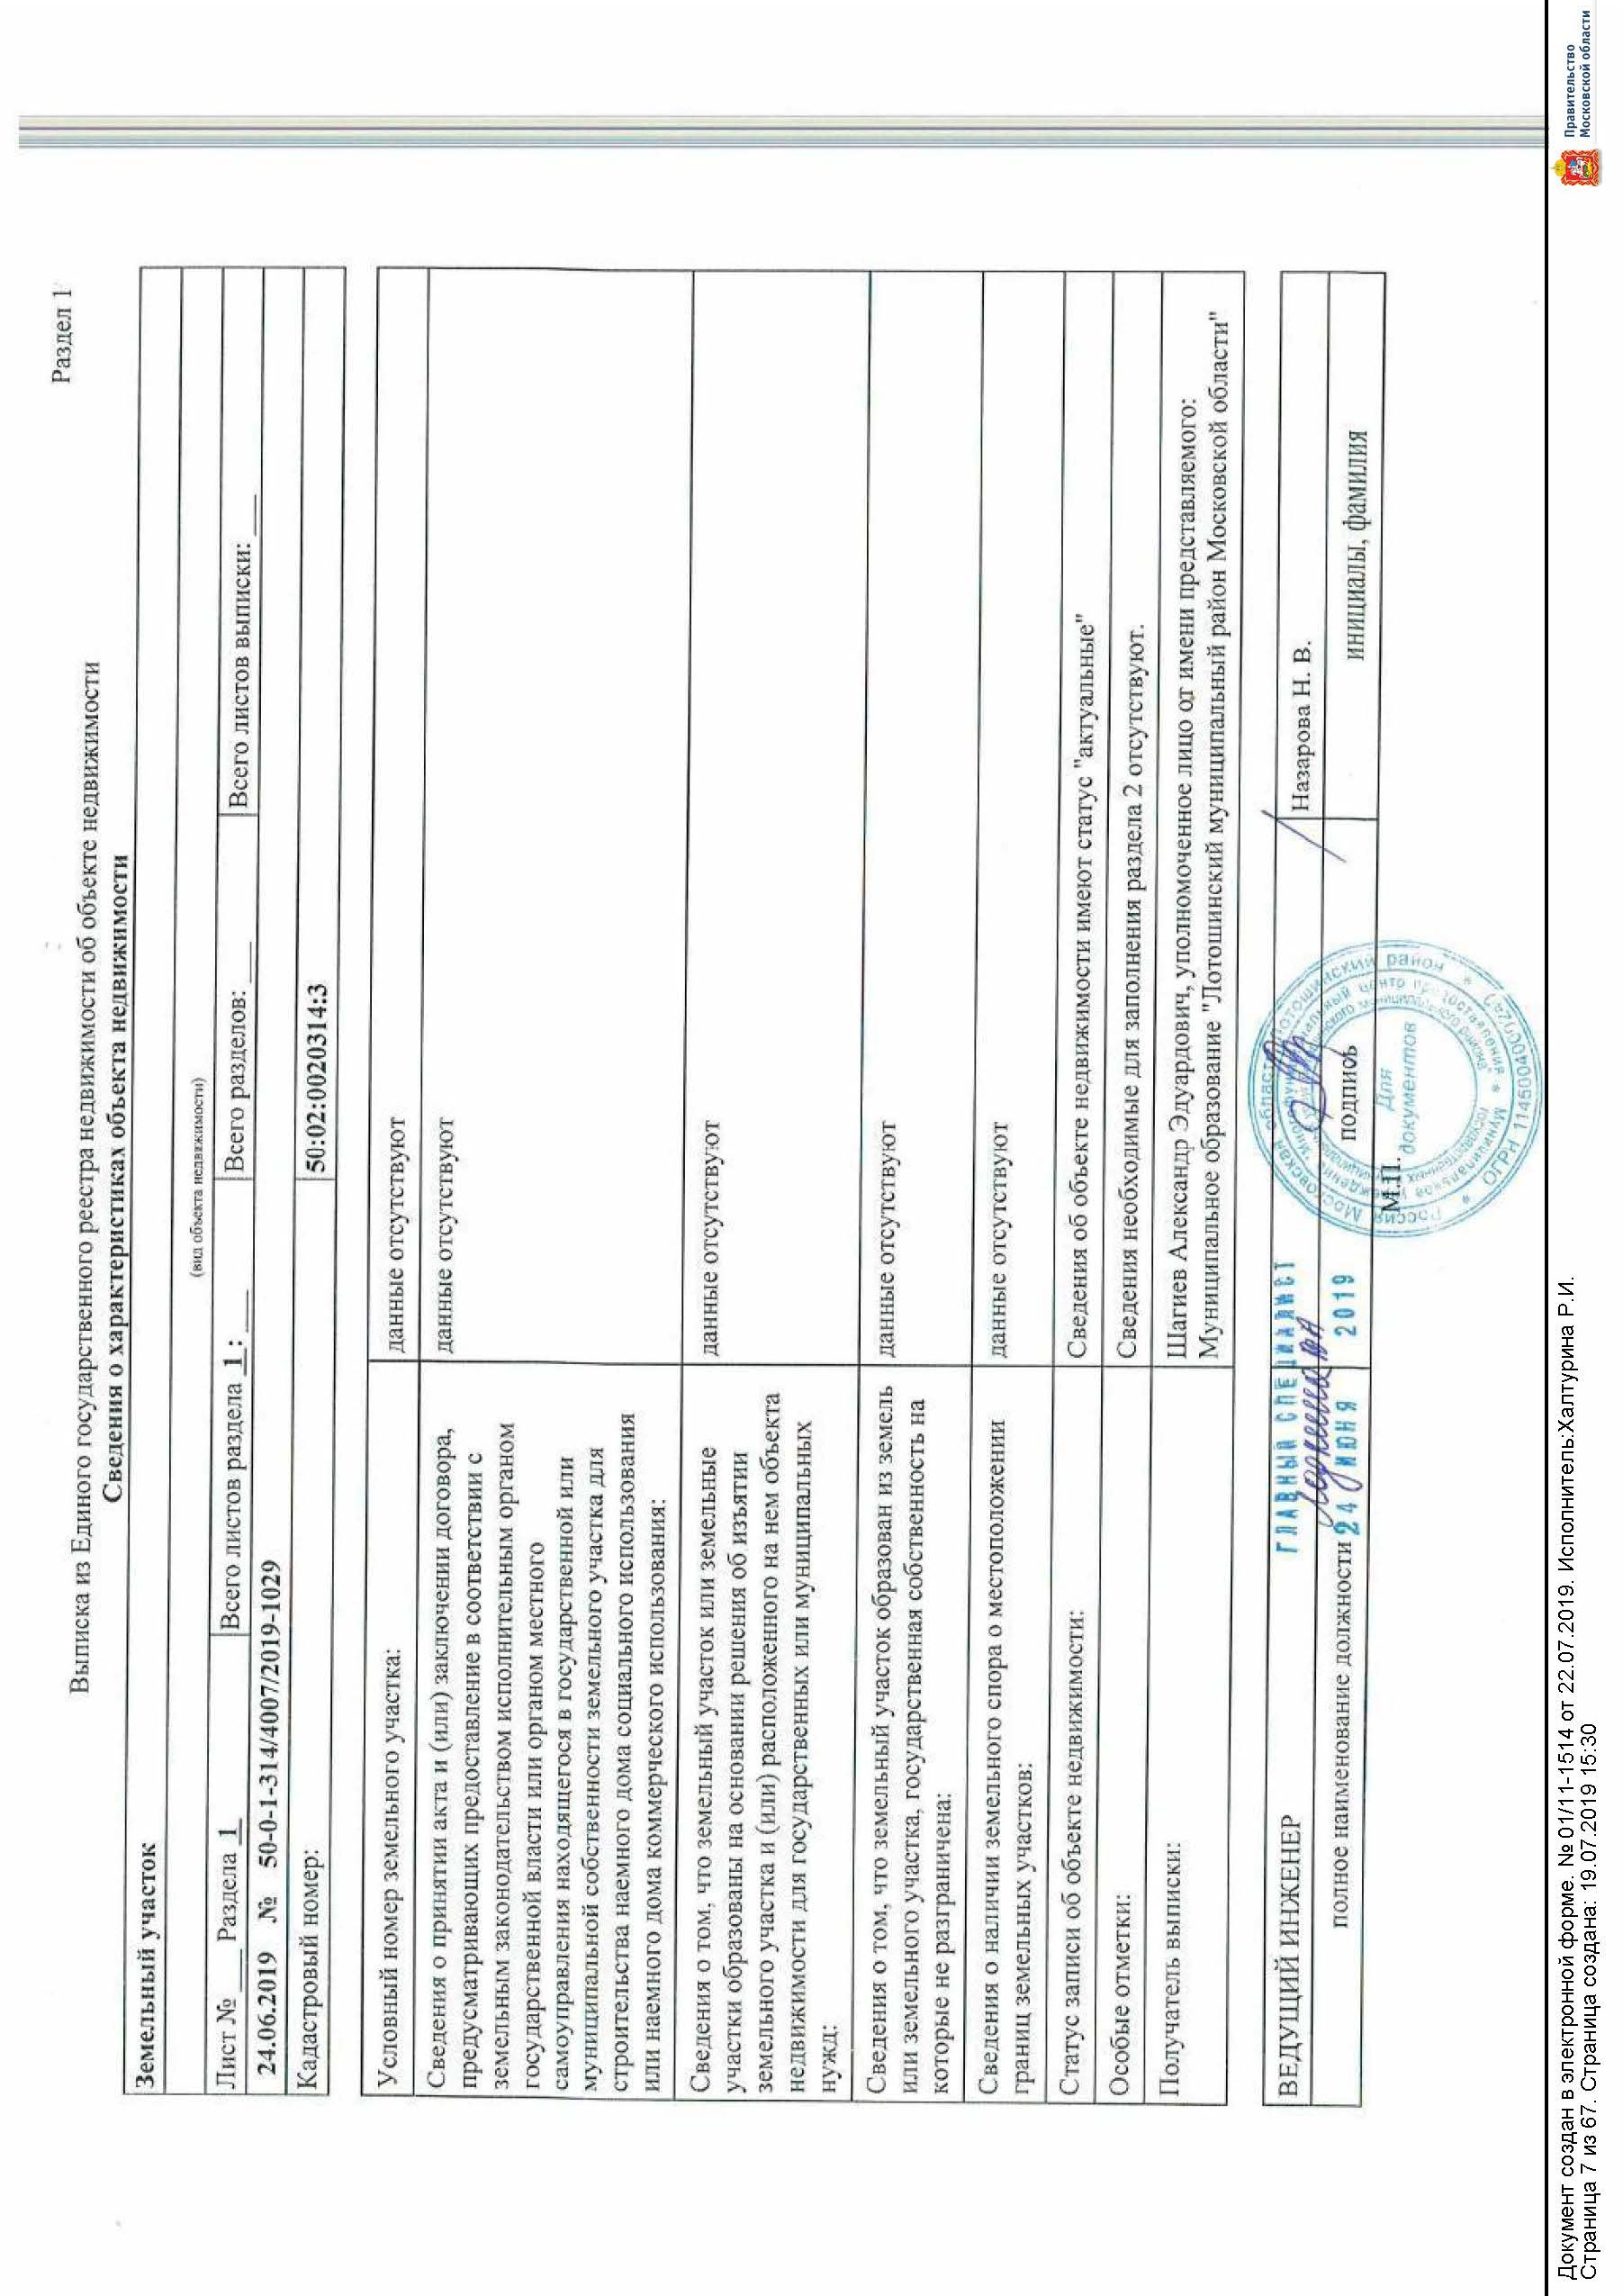 Раздел 1
Выписка из Единого государственного реестра недвижимости об объекте недвижимости
Сведения о характеристиках объекта недвижимости
Земельный участок
(вид объекта недвижимости)
Лист № ___ Раздела 1 Всего листов раздела 1: ___ Всего разделов: ___ Всего листов выписки: ___
24.06.2019 № 50-0-1-314/4007/2019-1029
Кадастровый номер: 50:02:0020314:3
Условный номер земельного участка: данные отсутствуют
Сведения о принятии акта и (или) заключении договора, данные отсутствуют
предусматривающих предоставление в соответствии с
земельным законодательством исполнительным органом
государственной власти или органом местного
самоуправления находящегося в государственной или
муниципальной собственности земельного участка для
строительства наемного дома социального использования
или наемного дома коммерческого использования:
Сведения о том, что земельный участок или земельные данные отсутствуют
участки образованы на основании решения об изъятии
земельного участка и (или) расположенного на нем объекта
недвижимости для государственных или муниципальных
нужд:
Сведения о том, что земельный участок образован из земель данные отсутствуют
или земельного участка, государственная собственность на
которые не разграничена:
Сведения о наличии земельного спора о местоположении данные отсутствуют
границ земельных участков:
Статус записи об объекте недвижимости: Сведения об объекте недвижимости имеют статус "актуальные"
Особые отметки: Сведения необходимые для заполнения раздела 2 отсутствуют.
Получатель выписки: Шагиев Александр Эдуардович, уполномоченное лицо от имени представляемого:
Муниципальное образование "Лотошинский муниципальный район Московской области"
ВЕДУЩИЙ ИНЖЕНЕР Назарова Н. В.
ГЛАВНЫЙ СПЕЦИАЛИСТ
полное наименование должности подпись инициалы, фамилия
24 ИЮНЯ 2019
М.П.
Для
документов
Россия Московская область Лотошинский район
ОГРН 1145004001282
Документ создан в электронной форме. № 01/11-1514 от 22.07.2019. Исполнитель:Халтурина Р.И.
Страница 7 из 67. Страница создана: 19.07.2019 15:30
Правительство
Московской области